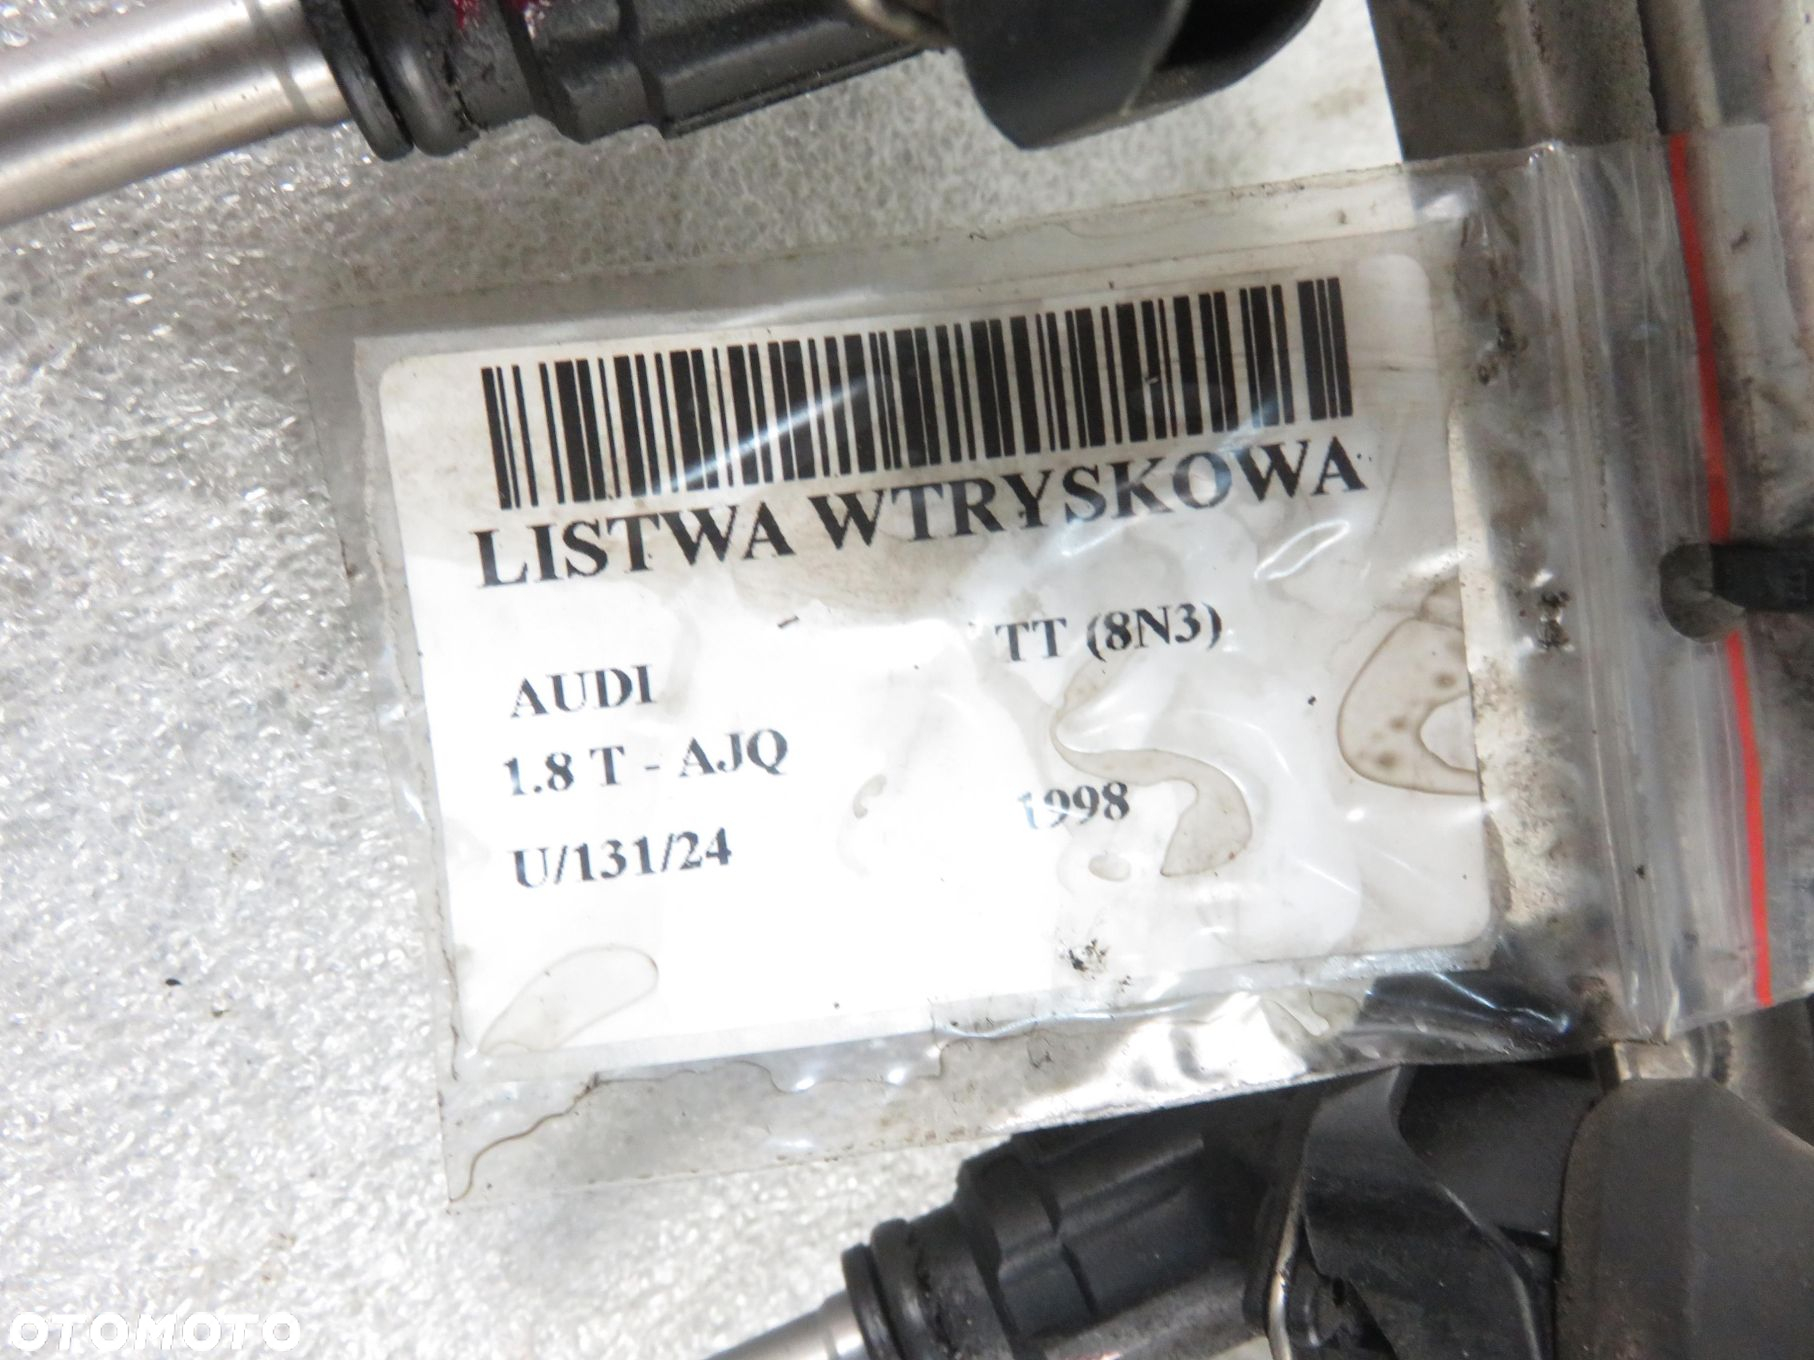 LISTWA WTRYSKOWA
AUDI TT (8N3)
1.8 T - AJQ
U/131/24 1998
OTOMOTO